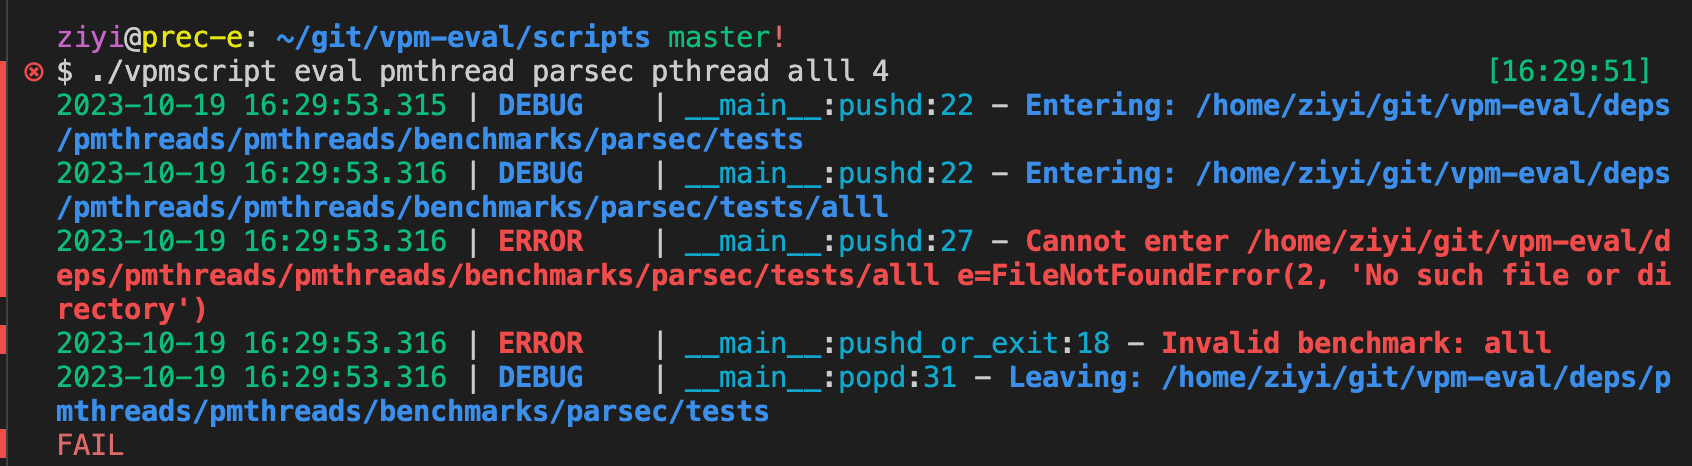 ziyi@prec-e: ~/git/vpm-eval/scripts master!
$ ./vpmscript eval pmthread parsec pthread alll 4 [16:29:51]
2023-10-19 16:29:53.315 | DEBUG    | __main__:pushd:22 - Entering: /home/ziyi/git/vpm-eval/deps
/pmthreads/pmthreads/benchmarks/parsec/tests
2023-10-19 16:29:53.316 | DEBUG    | __main__:pushd:22 - Entering: /home/ziyi/git/vpm-eval/deps
/pmthreads/pmthreads/benchmarks/parsec/tests/alll
2023-10-19 16:29:53.316 | ERROR    | __main__:pushd:27 - Cannot enter /home/ziyi/git/vpm-eval/d
eps/pmthreads/pmthreads/benchmarks/parsec/tests/alll e=FileNotFoundError(2, 'No such file or di
rectory')
2023-10-19 16:29:53.316 | ERROR    | __main__:pushd_or_exit:18 - Invalid benchmark: alll
2023-10-19 16:29:53.316 | DEBUG    | __main__:popd:31 - Leaving: /home/ziyi/git/vpm-eval/deps/p
mthreads/pmthreads/benchmarks/parsec/tests
FAIL